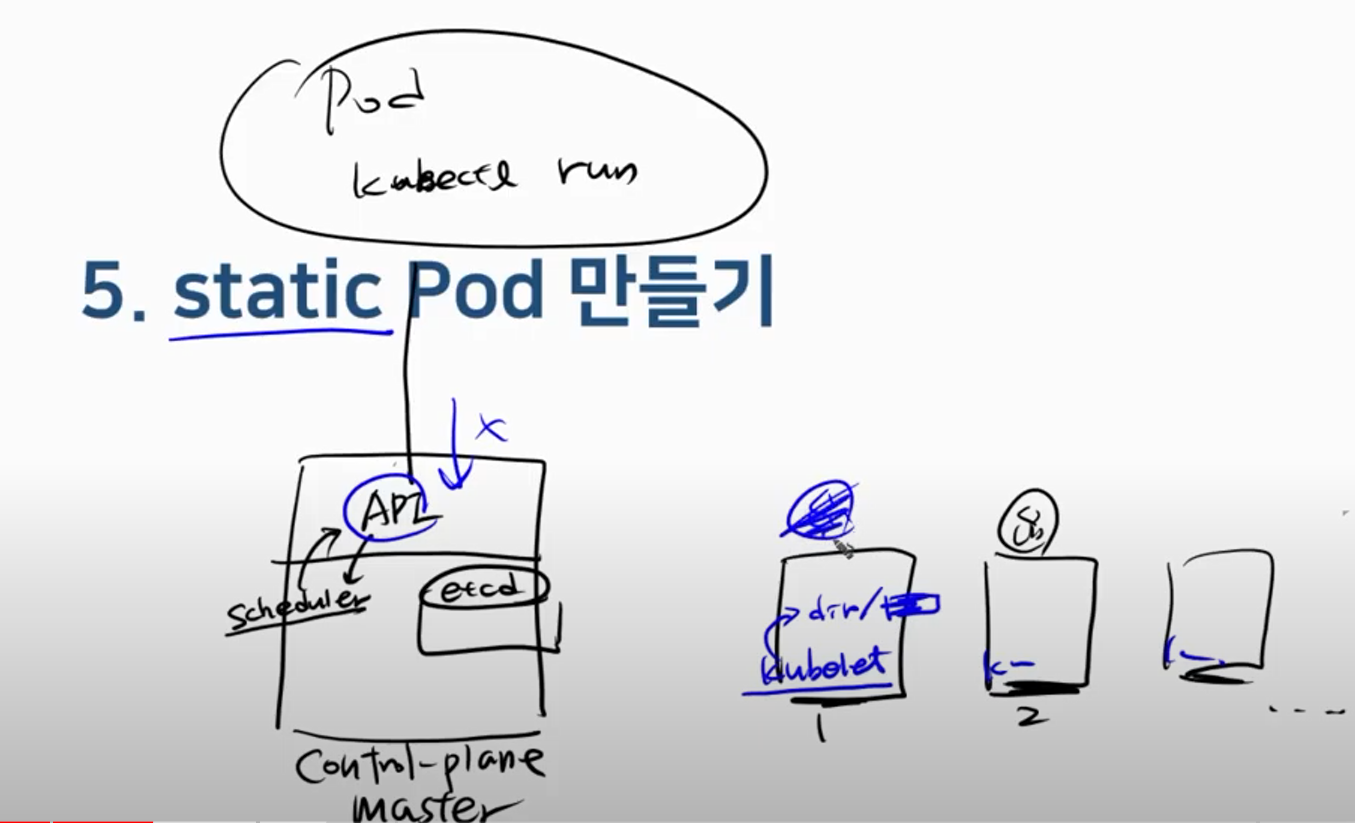 Pod
kubectl run
5. static Pod 만들기
x
API
etcd
scheduler
dir/
kubelet
k
1
2
control-plane
master